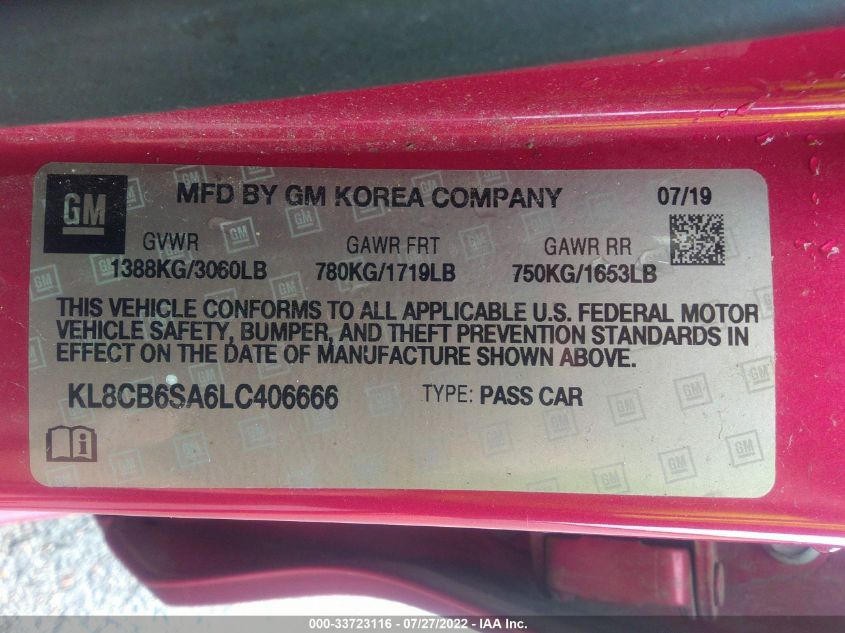 GM
MFD BY GM KOREA COMPANY 07/19
GVWR GAWR FRT GAWR RR
1388KG/3060LB 780KG/1719LB 750KG/1653LB
THIS VEHICLE CONFORMS TO ALL APPLICABLE U.S. FEDERAL MOTOR
VEHICLE SAFETY, BUMPER, AND THEFT PREVENTION STANDARDS IN
EFFECT ON THE DATE OF MANUFACTURE SHOWN ABOVE.
KL8CB6SA6LC406666 TYPE: PASS CAR
000-33723116 - 07/27/2022 - IAA Inc.